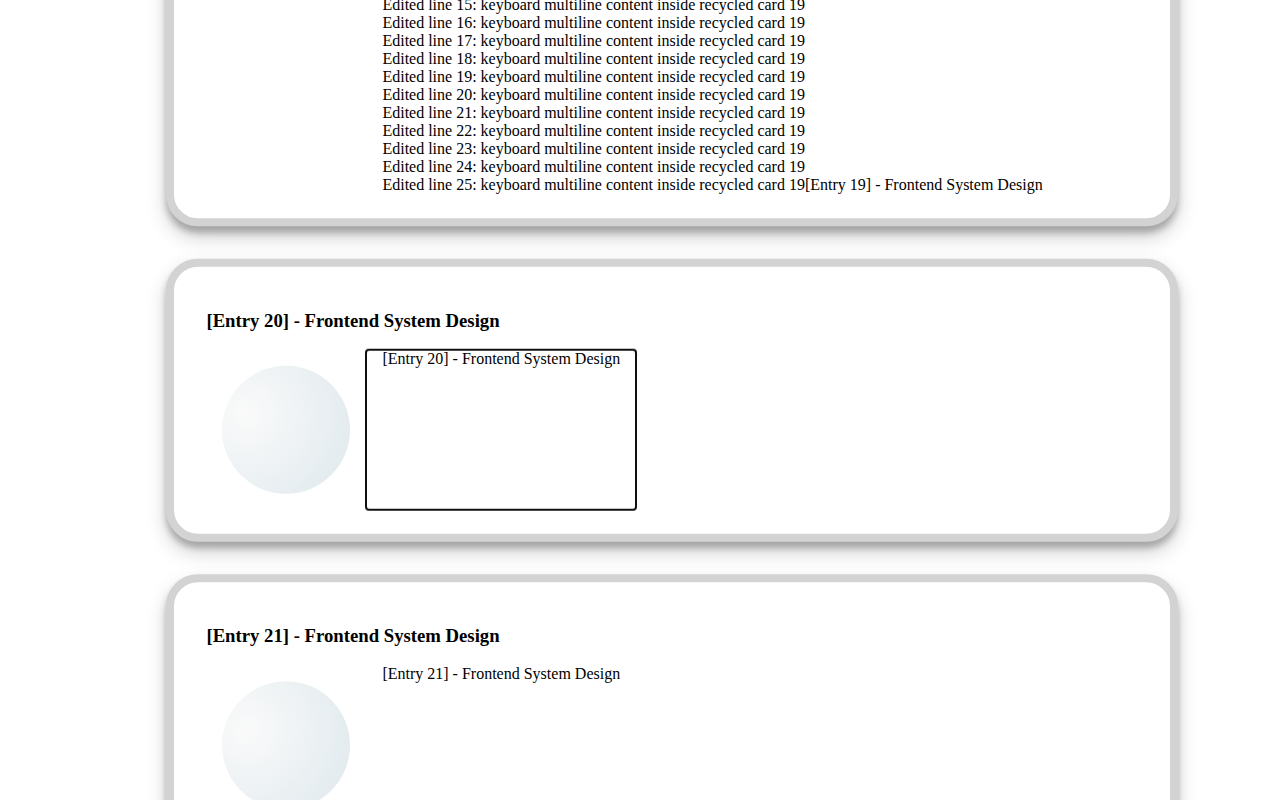 Edited line 15: keyboard multiline content inside recycled card 19
Edited line 16: keyboard multiline content inside recycled card 19
Edited line 17: keyboard multiline content inside recycled card 19
Edited line 18: keyboard multiline content inside recycled card 19
Edited line 19: keyboard multiline content inside recycled card 19
Edited line 20: keyboard multiline content inside recycled card 19
Edited line 21: keyboard multiline content inside recycled card 19
Edited line 22: keyboard multiline content inside recycled card 19
Edited line 23: keyboard multiline content inside recycled card 19
Edited line 24: keyboard multiline content inside recycled card 19
Edited line 25: keyboard multiline content inside recycled card 19[Entry 19] - Frontend System Design
[Entry 20] - Frontend System Design
[Entry 20] - Frontend System Design
[Entry 21] - Frontend System Design
[Entry 21] - Frontend System Design